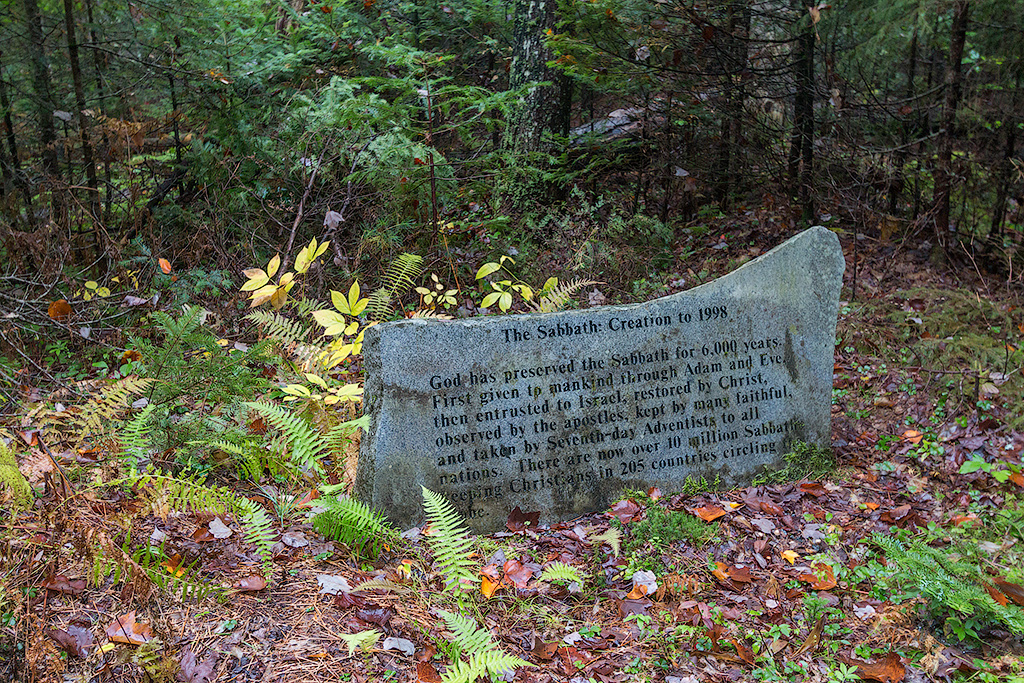 The Sabbath: Creation to 1998
God has preserved the Sabbath for 6,000 years.
First given to mankind through Adam and Eve,
then entrusted to Israel, restored by Christ,
observed by the apostles, kept by many faithful,
and taken by Seventh-day Adventists to all
nations. There are now over 10 million Sabbath
keeping Christians in 205 countries circling